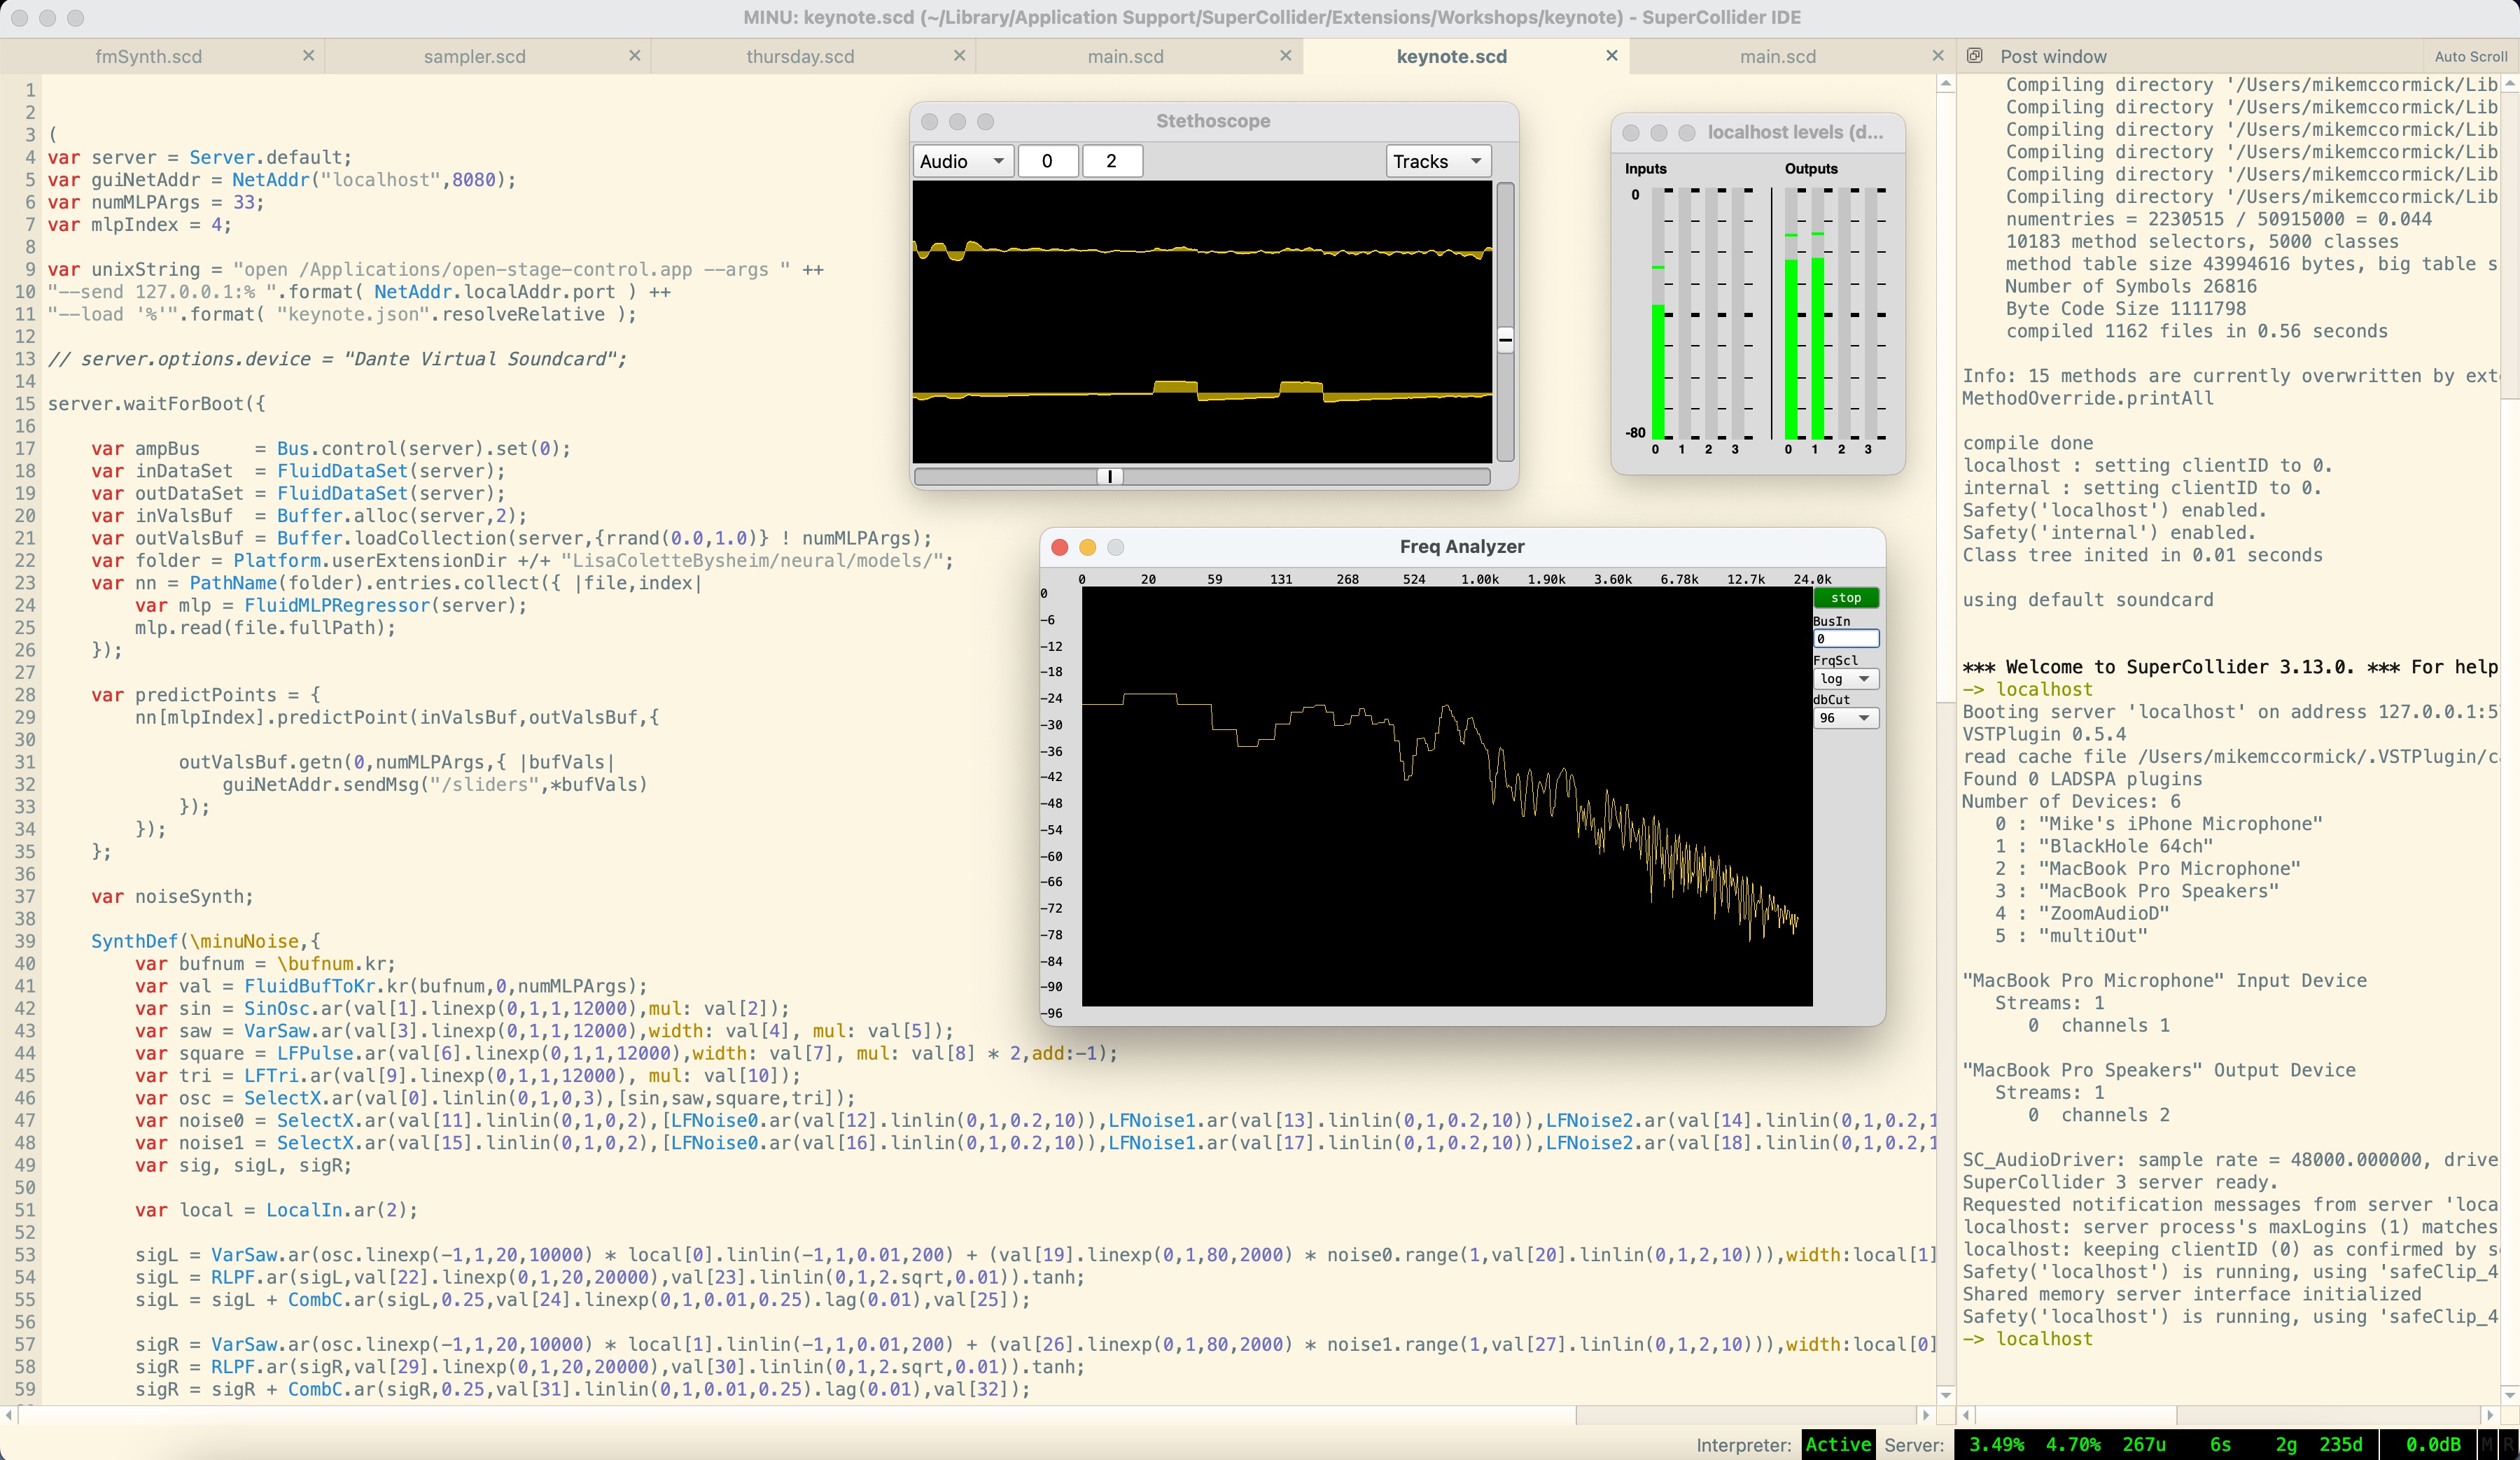 MINU: keynote.scd (~/Library/Application Support/SuperCollider/Extensions/Workshops/keynote) - SuperCollider IDE
fmSynth.scd
sampler.scd
thursday.scd
main.scd
keynote.scd
main.scd
1
2
3 (
4 var server = Server.default;
5 var guiNetAddr = NetAddr("localhost",8080);
6 var numMLPArgs = 33;
7 var mlpIndex = 4;
8
9 var unixString = "open /Applications/open-stage-control.app --args " ++
10 "--send 127.0.0.1:% ".format( NetAddr.localAddr.port ) ++
11 "--load '%'".format( "keynote.json".resolveRelative );
12
13 // server.options.device = "Dante Virtual Soundcard";
14
15 server.waitForBoot({
16
17 var ampBus = Bus.control(server).set(0);
18 var inDataSet = FluidDataSet(server);
19 var outDataSet = FluidDataSet(server);
20 var inValsBuf = Buffer.alloc(server,2);
21 var outValsBuf = Buffer.loadCollection(server,{rrand(0.0,1.0)} ! numMLPArgs);
22 var folder = Platform.userExtensionDir +/+ "LisaColetteBysheim/neural/models/";
23 var nn = PathName(folder).entries.collect({ |file,index|
24 var mlp = FluidMLPRegressor(server);
25 mlp.read(file.fullPath);
26 });
27
28 var predictPoints = {
29 nn[mlpIndex].predictPoint(inValsBuf,outValsBuf,{
30
31 outValsBuf.getn(0,numMLPArgs,{ |bufVals|
32 guiNetAddr.sendMsg("/sliders",*bufVals)
33 });
34 });
35 };
36
37 var noiseSynth;
38
39 SynthDef(\minuNoise,{
40 var bufnum = \bufnum.kr;
41 var val = FluidBufToKr.kr(bufnum,0,numMLPArgs);
42 var sin = SinOsc.ar(val[1].linexp(0,1,1,12000),mul: val[2]);
43 var saw = VarSaw.ar(val[3].linexp(0,1,1,12000),width: val[4], mul: val[5]);
44 var square = LFPulse.ar(val[6].linexp(0,1,1,12000),width: val[7], mul: val[8] * 2,add:-1);
45 var tri = LFTri.ar(val[9].linexp(0,1,1,12000), mul: val[10]);
46 var osc = SelectX.ar(val[0].linlin(0,1,0,3),[sin,saw,square,tri]);
47 var noise0 = SelectX.ar(val[11].linlin(0,1,0,2),[LFNoise0.ar(val[12].linlin(0,1,0.2,10)),LFNoise1.ar(val[13].linlin(0,1,0.2,10)),LFNoise2.ar(val[14].linlin(0,1,0.2,1
48 var noise1 = SelectX.ar(val[15].linlin(0,1,0,2),[LFNoise0.ar(val[16].linlin(0,1,0.2,10)),LFNoise1.ar(val[17].linlin(0,1,0.2,10)),LFNoise2.ar(val[18].linlin(0,1,0.2,1
49 var sig, sigL, sigR;
50
51 var local = LocalIn.ar(2);
52
53 sigL = VarSaw.ar(osc.linexp(-1,1,20,10000) * local[0].linlin(-1,1,0.01,200) + (val[19].linexp(0,1,80,2000) * noise0.range(1,val[20].linlin(0,1,2,10))),width:local[1]
54 sigL = RLPF.ar(sigL,val[22].linexp(0,1,20,20000),val[23].linlin(0,1,2.sqrt,0.01)).tanh;
55 sigL = sigL + CombC.ar(sigL,0.25,val[24].linexp(0,1,0.01,0.25).lag(0.01),val[25]);
56
57 sigR = VarSaw.ar(osc.linexp(-1,1,20,10000) * local[1].linlin(-1,1,0.01,200) + (val[26].linexp(0,1,80,2000) * noise1.range(1,val[27].linlin(0,1,2,10))),width:local[0]
58 sigR = RLPF.ar(sigR,val[29].linexp(0,1,20,20000),val[30].linlin(0,1,2.sqrt,0.01)).tanh;
59 sigR = sigR + CombC.ar(sigR,0.25,val[31].linlin(0,1,0.01,0.25).lag(0.01),val[32]);
Stethoscope
Audio 0 2 Tracks
localhost levels (d...
Inputs Outputs
0
-80
0 1 2 3 0 1 2 3
Freq Analyzer
0 20 59 131 268 524 1.00k 1.90k 3.60k 6.78k 12.7k 24.0k
0
-6
-12
-18
-24
-30
-36
-42
-48
-54
-60
-66
-72
-78
-84
-90
-96
stop
BusIn
0
FrqScl
log
dbCut
96
Post window Auto Scroll
Compiling directory '/Users/mikemccormick/Lib
Compiling directory '/Users/mikemccormick/Lib
Compiling directory '/Users/mikemccormick/Lib
Compiling directory '/Users/mikemccormick/Lib
Compiling directory '/Users/mikemccormick/Lib
Compiling directory '/Users/mikemccormick/Lib
numentries = 2230515 / 50915000 = 0.044
10183 method selectors, 5000 classes
method table size 43994616 bytes, big table s
Number of Symbols 26816
Byte Code Size 1111798
compiled 1162 files in 0.56 seconds
Info: 15 methods are currently overwritten by ext
MethodOverride.printAll
compile done
localhost : setting clientID to 0.
internal : setting clientID to 0.
Safety('localhost') enabled.
Safety('internal') enabled.
Class tree inited in 0.01 seconds
using default soundcard
*** Welcome to SuperCollider 3.13.0. *** For help
-> localhost
Booting server 'localhost' on address 127.0.0.1:5
VSTPlugin 0.5.4
read cache file /Users/mikemccormick/.VSTPlugin/c
Found 0 LADSPA plugins
Number of Devices: 6
0 : "Mike's iPhone Microphone"
1 : "BlackHole 64ch"
2 : "MacBook Pro Microphone"
3 : "MacBook Pro Speakers"
4 : "ZoomAudioD"
5 : "multiOut"
"MacBook Pro Microphone" Input Device
Streams: 1
0 channels 1
"MacBook Pro Speakers" Output Device
Streams: 1
0 channels 2
SC_AudioDriver: sample rate = 48000.000000, drive
SuperCollider 3 server ready.
Requested notification messages from server 'loca
localhost: server process's maxLogins (1) matches
localhost: keeping clientID (0) as confirmed by s
Safety('localhost') is running, using 'safeClip_4
Shared memory server interface initialized
Safety('localhost') is running, using 'safeClip_4
-> localhost
Interpreter: Active Server: 3.49% 4.70% 267u 6s 2g 235d 0.0dB M R